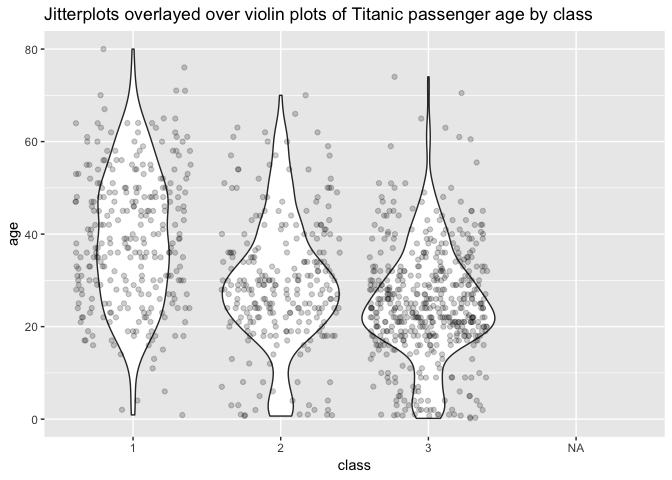 Jitterplots overlayed over violin plots of Titanic passenger age by class
80
60
age
40
20
0
1 2 3 NA
class